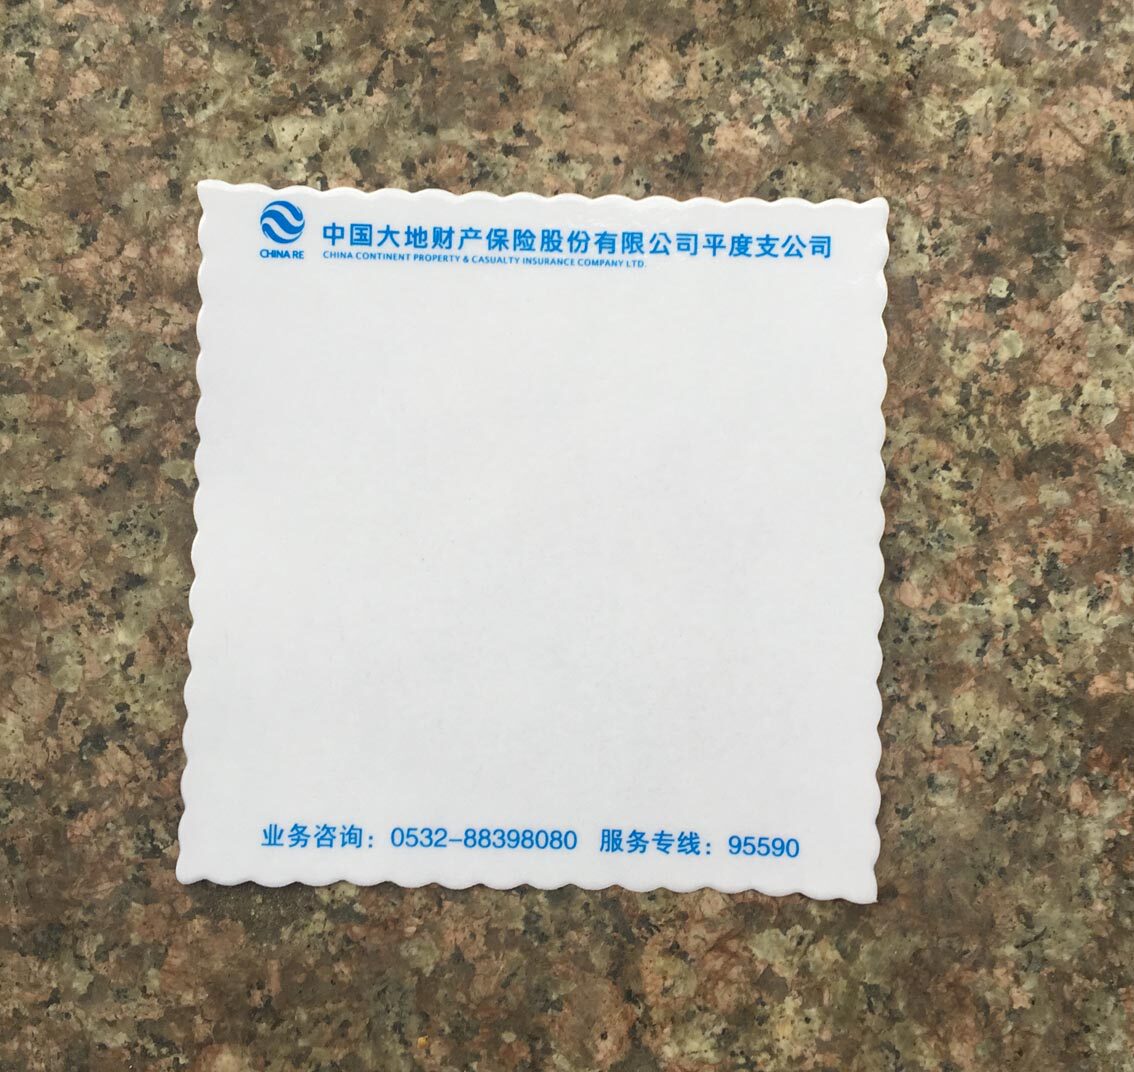 CHINA RE
中国大地财产保险股份有限公司平度支公司
CHINA CONTINENT PROPERTY & CASUALTY INSURANCE COMPANY LTD.
业务咨询：0532-88398080 服务专线：95590